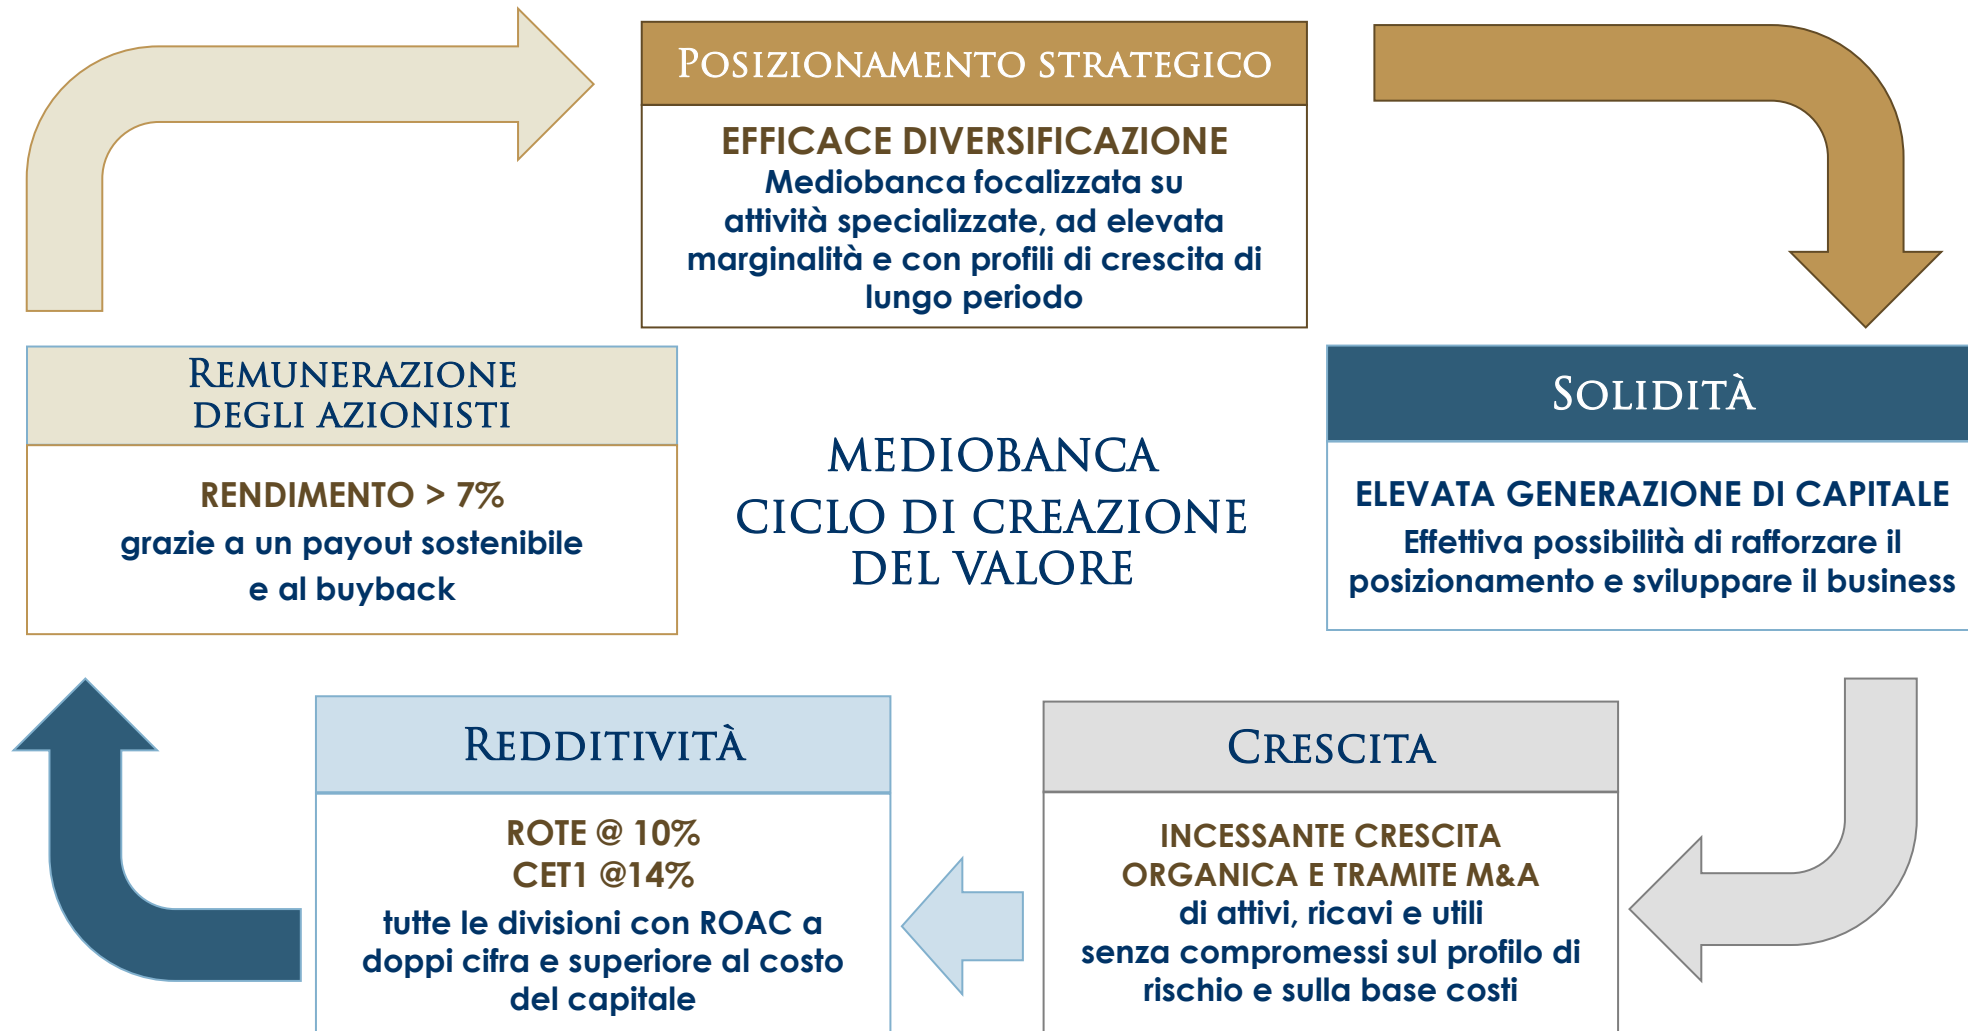 POSIZIONAMENTO STRATEGICO
EFFICACE DIVERSIFICAZIONE
Mediobanca focalizzata su
attività specializzate, ad elevata
marginalità e con profili di crescita di
lungo periodo
REMUNERAZIONE
DEGLI AZIONISTI
RENDIMENTO > 7%
grazie a un payout sostenibile
e al buyback
MEDIOBANCA
CICLO DI CREAZIONE
DEL VALORE
SOLIDITÀ
ELEVATA GENERAZIONE DI CAPITALE
Effettiva possibilità di rafforzare il
posizionamento e sviluppare il business
REDDITIVITÀ
ROTE @ 10%
CET1 @14%
tutte le divisioni con ROAC a
doppi cifra e superiore al costo
del capitale
CRESCITA
INCESSANTE CRESCITA
ORGANICA E TRAMITE M&A
di attivi, ricavi e utili
senza compromessi sul profilo di
rischio e sulla base costi